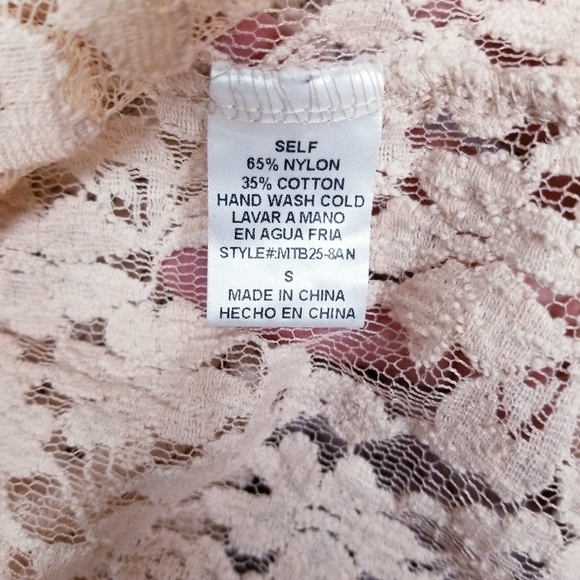 SELF
65% NYLON
35% COTTON
HAND WASH COLD
LAVAR A MANO
EN AGUA FRIA
STYLE#:MTB25-8AN
S
MADE IN CHINA
HECHO EN CHINA